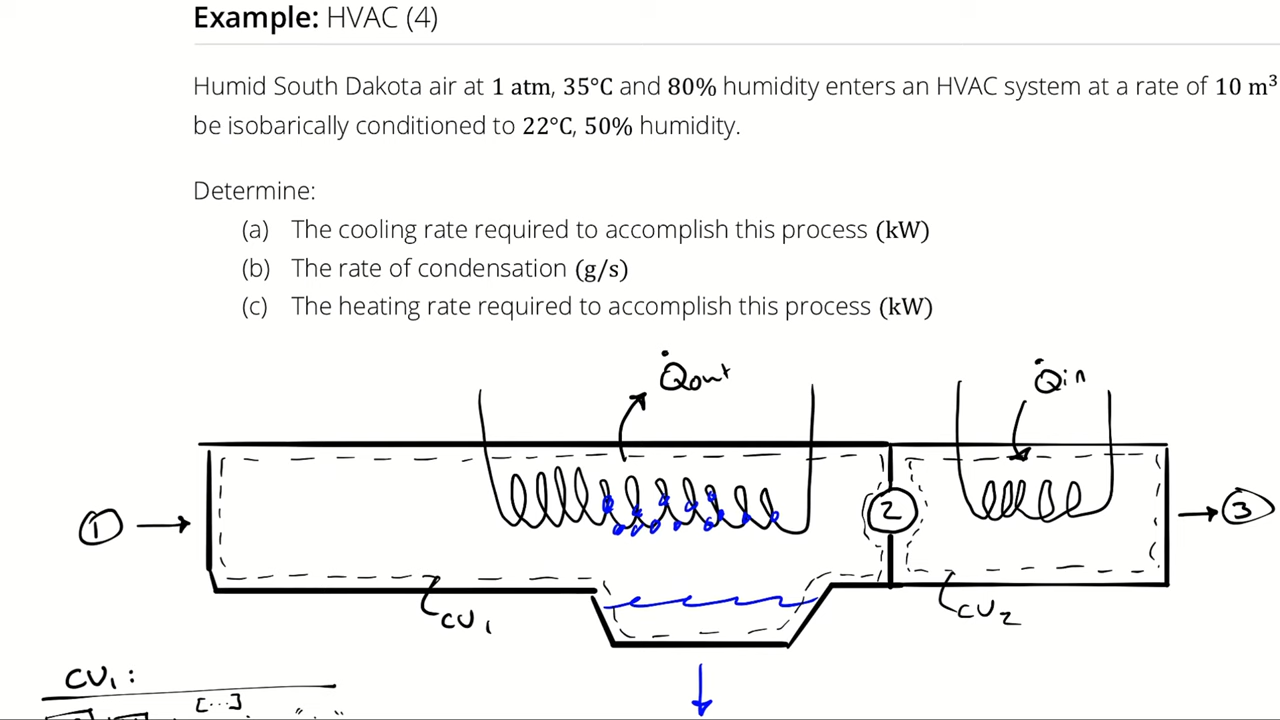 Example: HVAC (4)
Humid South Dakota air at 1 atm, 35°C and 80% humidity enters an HVAC system at a rate of 10 m³
be isobarically conditioned to 22°C, 50% humidity.
Determine:
(a) The cooling rate required to accomplish this process (kW)
(b) The rate of condensation (g/s)
(c) The heating rate required to accomplish this process (kW)
Q̇out
Q̇in
1
2
3
CV₁
CV₂
CV₁:
[...]